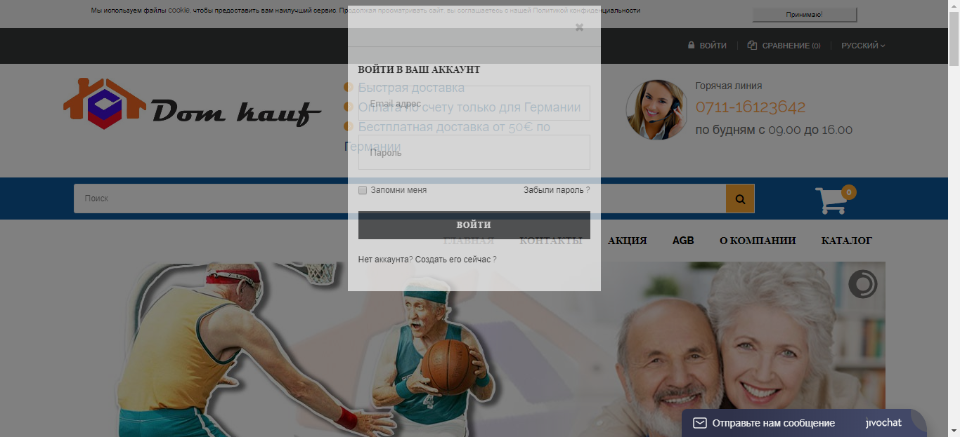 Мы используем файлы cookie, чтобы предоставить вам наилучший сервис. Продолжая просматривать сайт, вы соглашаетесь с нашей Политикой конфиденциальности
Принимаю!
ВОЙТИ
СРАВНЕНИЕ (0)
РУССКИЙ
Dom kauf
ВОЙТИ В ВАШ АККАУНТ
Быстрая доставка
Email адрес
Оплата по счету только для Германии
Бестплатная доставка от 50€ по
Германии
Пароль
Горячая линия
0711-16123642
по будням с 09.00 до 16.00
Запомни меня
Забыли пароль ?
Поиск
0
ВОЙТИ
ГЛАВНАЯ КОНТАКТЫ АКЦИЯ AGB О КОМПАНИИ КАТАЛОГ
Нет аккаунта? Создать его сейчас ?
Отправьте нам сообщение
jivochat